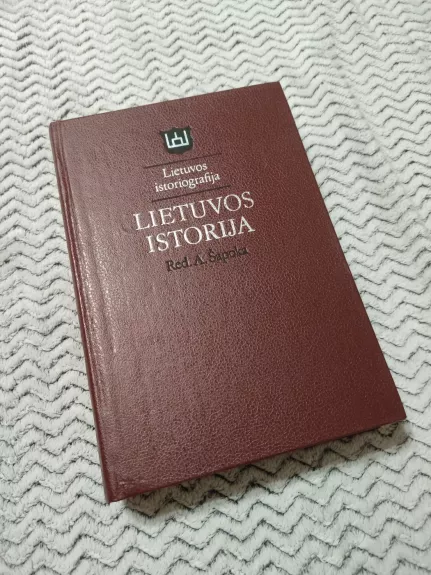 Lietuvos
istoriografija
LIETUVOS
ISTORIJA
Red. A. Šapoka